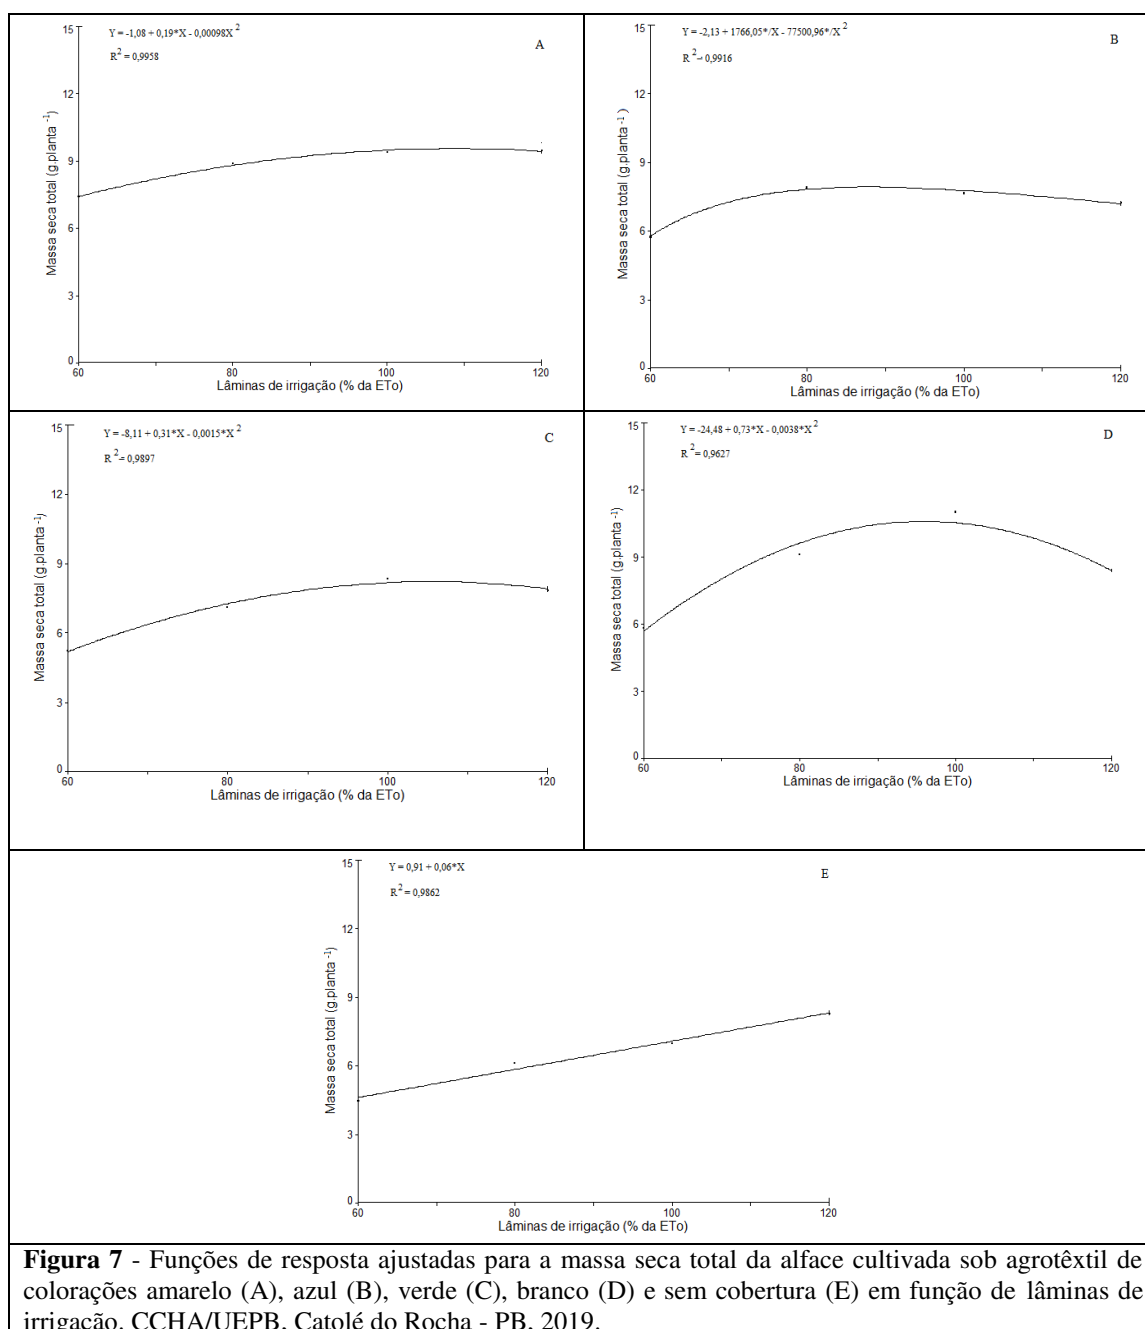 Y = -1,08 + 0,19*X - 0,00098X 2
R 2 = 0,9958
A
Massa seca total (g.planta -1)
15
12
9
6
3
0
60
80
100
120
Lâminas de irrigação (% da ETo)
Y = -2,13 + 1766,05*/X - 77500,96*/X 2
R 2 = 0,9916
B
Massa seca total (g.planta -1 )
15
12
9
6
3
0
60
80
100
120
Lâminas de irrigação (% da ETo)
Y = -8,11 + 0,31*X - 0,0015*X 2
R 2 = 0,9897
C
Massa seca total (g.planta -1)
15
12
9
6
3
0
60
80
100
120
Lâminas de irrigação (% da ETo)
Y = -24,48 + 0,73*X - 0,0038*X 2
R 2 = 0,9627
D
Massa seca total (g.planta -1)
15
12
9
6
3
0
60
80
100
120
Lâminas de irrigação (% da ETo)
Y = 0,91 + 0,06*X
R 2 = 0,9862
E
Massa seca total (g.planta -1)
15
12
9
6
3
0
60
80
100
120
Lâminas de irrigação (% da ETo)
Figura 7 - Funções de resposta ajustadas para a massa seca total da alface cultivada sob agrotêxtil de
colorações amarelo (A), azul (B), verde (C), branco (D) e sem cobertura (E) em função de lâminas de
irrigação. CCHA/UEPB, Catolé do Rocha - PB, 2019.